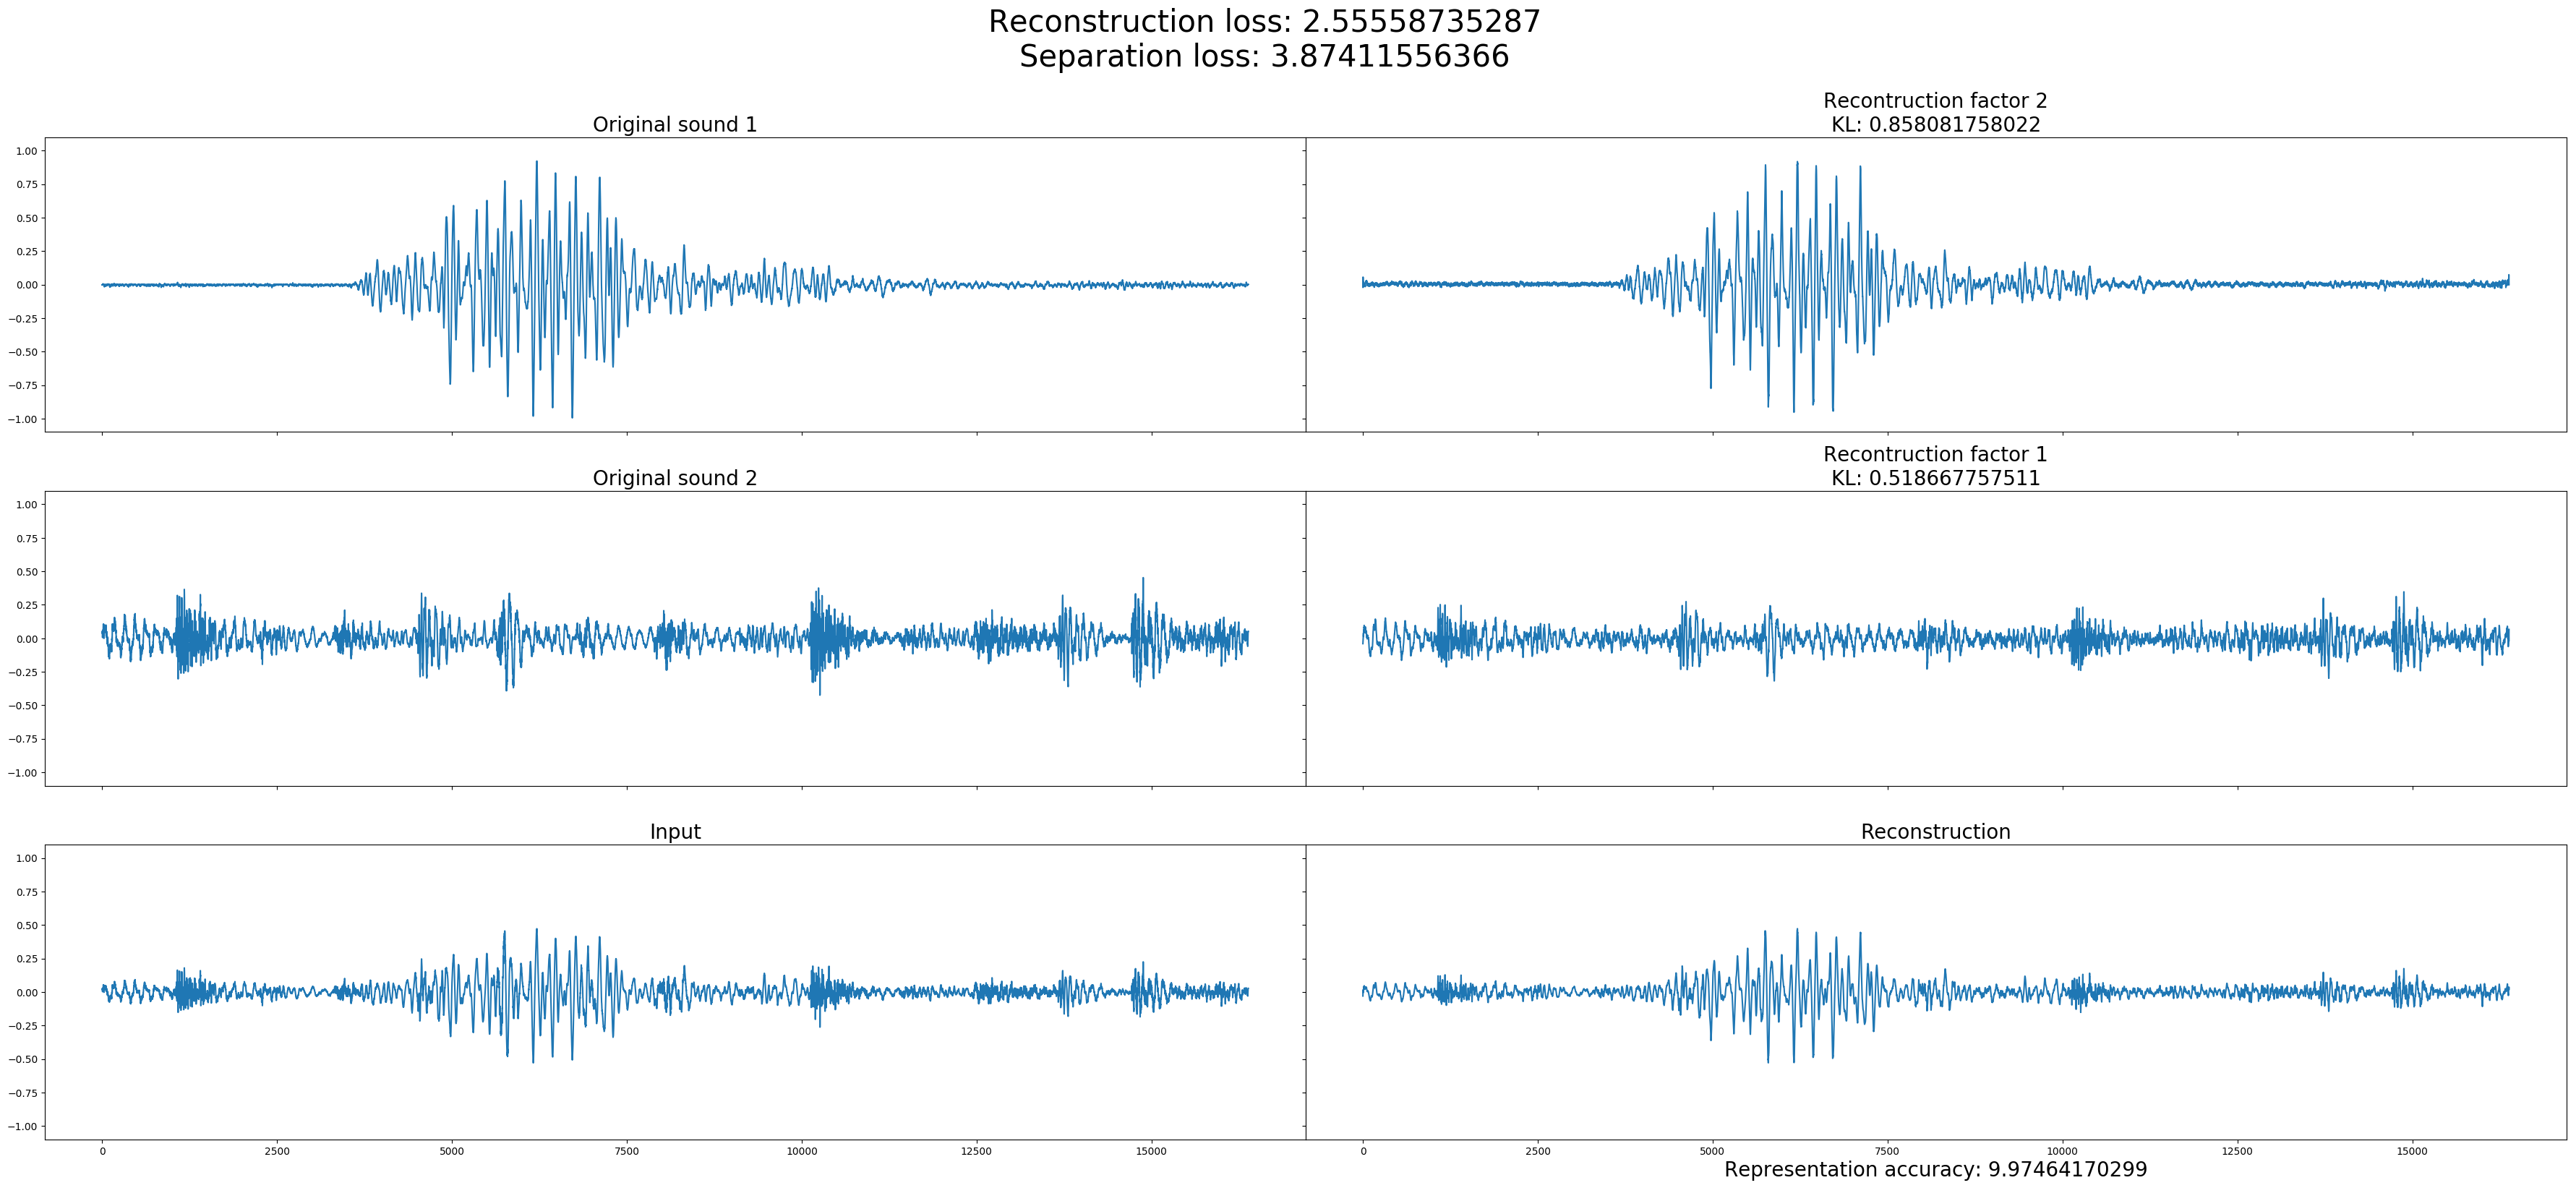 Reconstruction loss: 2.55558735287
Separation loss: 3.87411556366
Original sound 1
Recontruction factor 2
KL: 0.858081758022
1.00
0.75
0.50
0.25
0.00
−0.25
−0.50
−0.75
−1.00
Original sound 2
Recontruction factor 1
KL: 0.518667757511
1.00
0.75
0.50
0.25
0.00
−0.25
−0.50
−0.75
−1.00
Input
Reconstruction
1.00
0.75
0.50
0.25
0.00
−0.25
−0.50
−0.75
−1.00
0 2500 5000 7500 10000 12500 15000
0 2500 5000 7500 10000 12500 15000
Representation accuracy: 9.97464170299